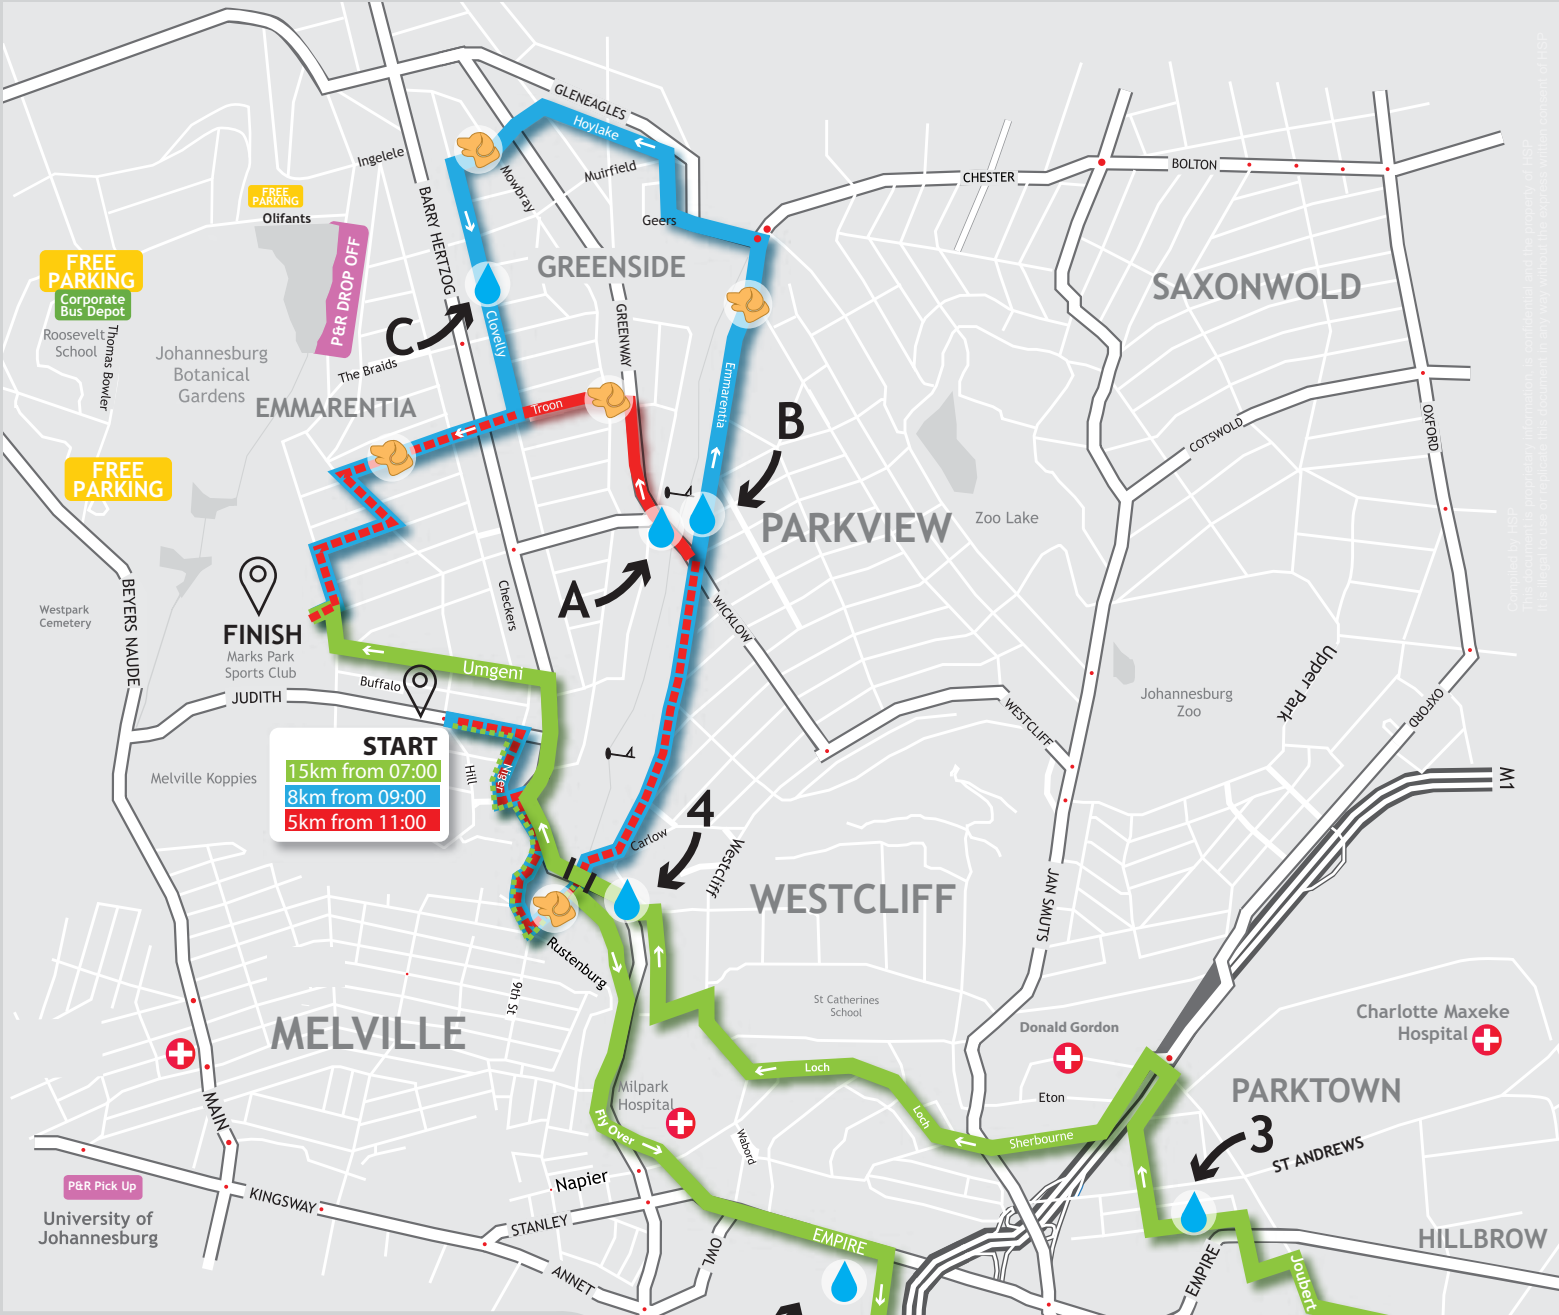 GLENEAGLES
Hoylake
Ingelele
Mowbray
Muirfield
BARRY HERTZOG
Geers
CHESTER
BOLTON
FREE
PARKING
Olifants
P&R DROP OFF
FREE
PARKING
Corporate
Bus Depot
Roosevelt
School
Thomas Bowler
Johannesburg
Botanical
Gardens
The Braids
EMMARENTIA
C
Clovelly
GREENSIDE
GREENWAY
SAXONWOLD
Emmarentia
Troon
B
COTSWOLD
OXFORD
FREE
PARKING
PARKVIEW
Zoo Lake
A
WICKLOW
Checkers
BEYERS NAUDE
Westpark
Cemetery
FINISH
Marks Park
Sports Club
Umgeni
Buffalo
JUDITH
Upper Park
Johannesburg
Zoo
WESTCLIFF
OXFORD
START
15km from 07:00
8km from 09:00
5km from 11:00
Hill
Niger
Melville Koppies
M1
4
Carlow
Westcliff
WESTCLIFF
JAN SMUTS
Rustenburg
9th St
MELVILLE
St Catherines
School
Donald Gordon
Charlotte Maxeke
Hospital
Milpark
Hospital
Loch
Loch
Eton
PARKTOWN
Sherbourne
3
ST ANDREWS
MAIN
Fly Over
Wabord
Napier
P&R Pick Up
University of
Johannesburg
KINGSWAY
STANLEY
OWL
EMPIRE
ANNET
EMPIRE
HILLBROW
Joubert